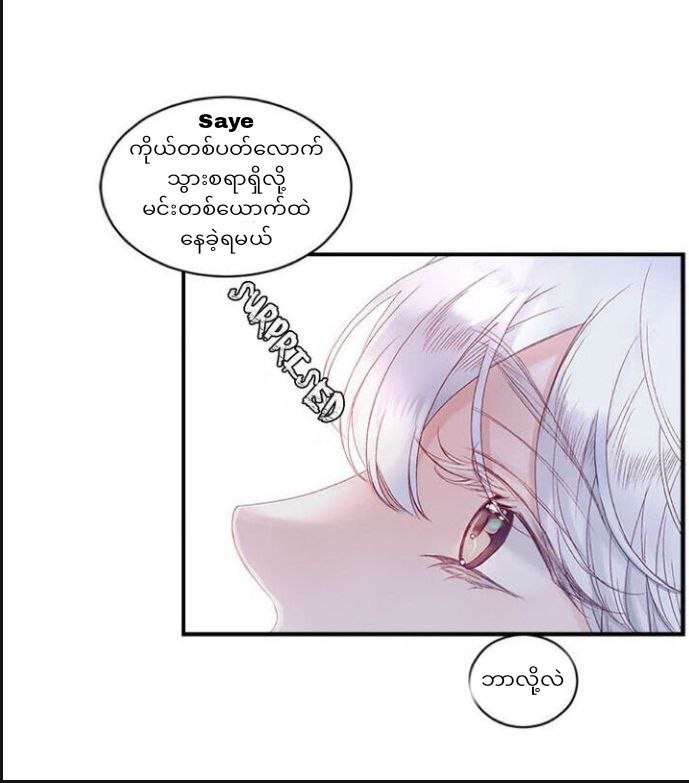 Saye
ကိုယ်တစ်ပတ်လောက်
သွားစရာရှိလို့
မင်းတစ်ယောက်ထဲ
နေခဲ့ရမယ်
SURPRISED
ဘာလို့လဲ